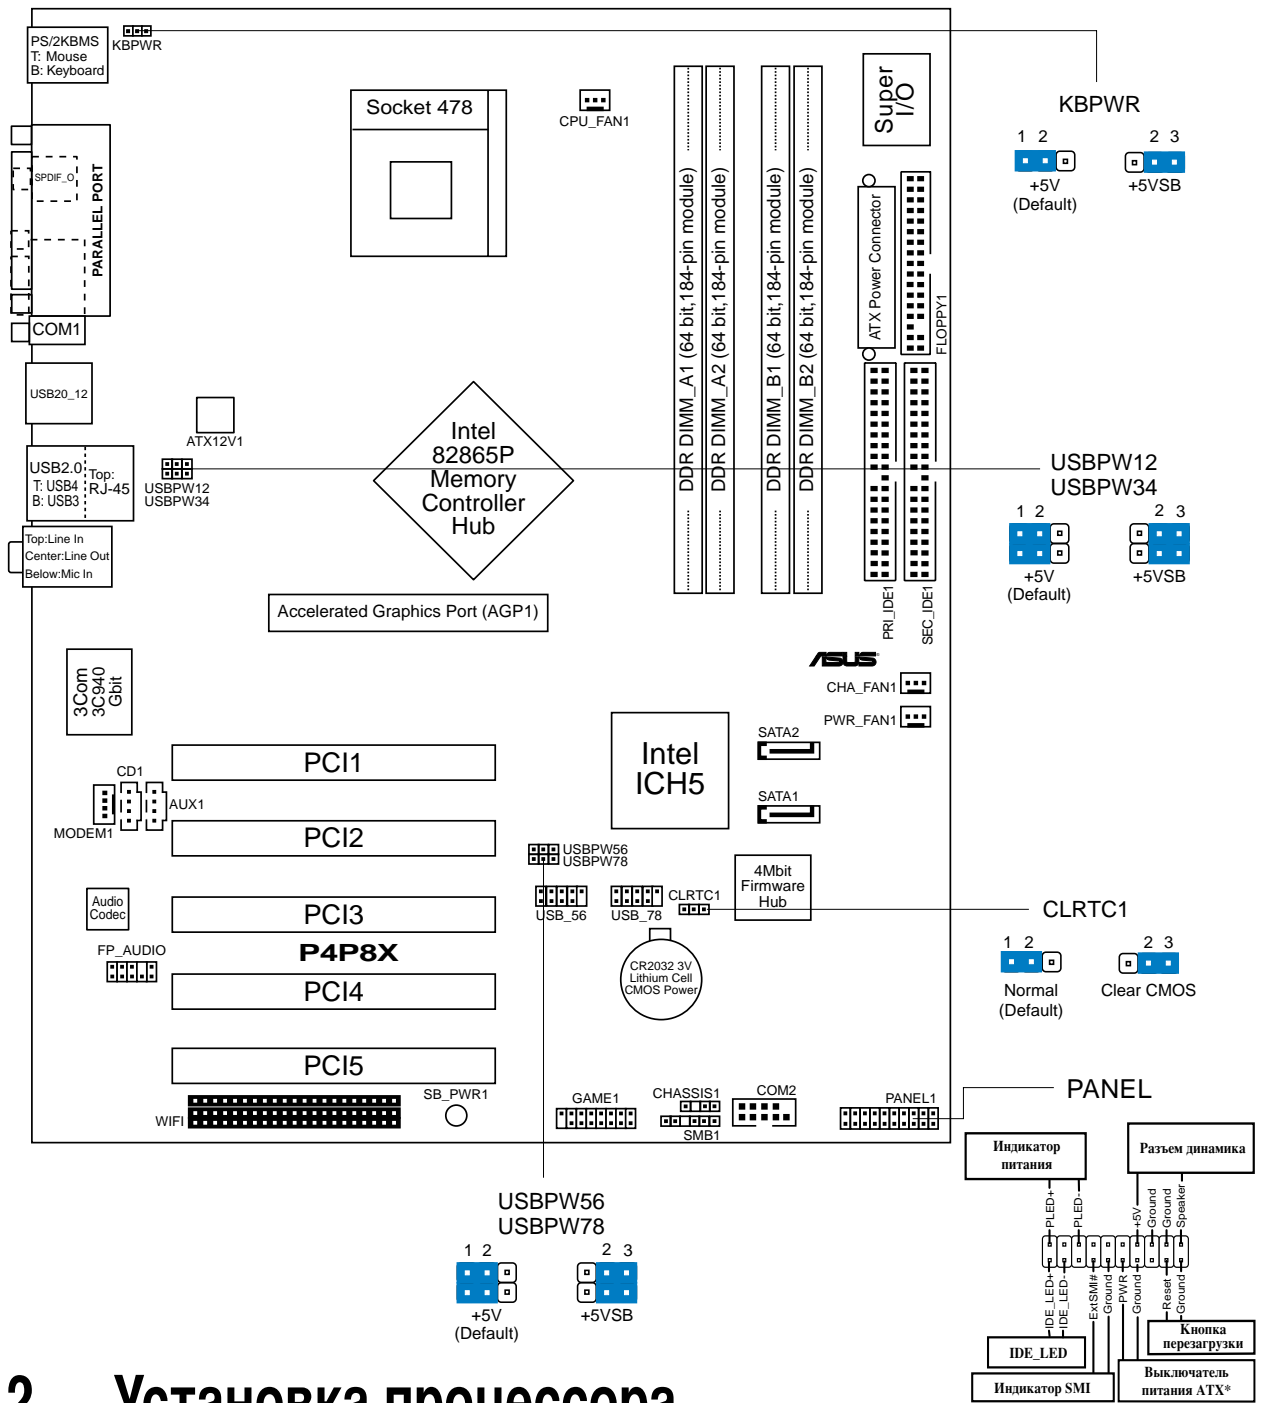 PS/2KBMS
T: Mouse
B: Keyboard
KBPWR
Socket 478
CPU_FAN1
Super
I/O
KBPWR
1 2
+5V
(Default)
2 3
+5VSB
SPDIF_O
PARALLEL PORT
COM1
USB20_12
ATX12V1
DDR DIMM_A1 (64 bit,184-pin module)
DDR DIMM_A2 (64 bit,184-pin module)
DDR DIMM_B1 (64 bit,184-pin module)
DDR DIMM_B2 (64 bit,184-pin module)
ATX Power Connector
FLOPPY1
USB2.0
T: USB4
B: USB3
Top:
RJ-45
USBPW12
USBPW34
Intel
82865P
Memory
Controller
Hub
USBPW12
USBPW34
1 2
+5V
(Default)
2 3
+5VSB
Top:Line In
Center:Line Out
Below:Mic In
Accelerated Graphics Port (AGP1)
PRI_IDE1
SEC_IDE1
ASUS
CHA_FAN1
PWR_FAN1
3Com
3C940
Gbit
Intel
ICH5
SATA2
SATA1
PCI1
CD1
AUX1
MODEM1
PCI2
USBPW56
USBPW78
4Mbit
Firmware
Hub
Audio
Codec
PCI3
USB_56
USB_78
CLRTC1
CLRTC1
1 2
Normal
(Default)
2 3
Clear CMOS
P4P8X
FP_AUDIO
CR2032 3V
Lithium Cell
CMOS Power
PCI4
PCI5
SB_PWR1
WIFI
GAME1
CHASSIS1
SMB1
COM2
PANEL1
PANEL
Индикатор
питания
Разъем динамика
PLED+
PLED-
+5V
Ground
Ground
Speaker
IDE_LED+
IDE_LED-
ExtSMI#
Ground
PWR
Ground
Reset
Ground
Кнопка
перезагрузки
IDE_LED
Индикатор SMI
Выключатель
питания ATX*
USBPW56
USBPW78
1 2
+5V
(Default)
2 3
+5VSB
2 Установка процессора